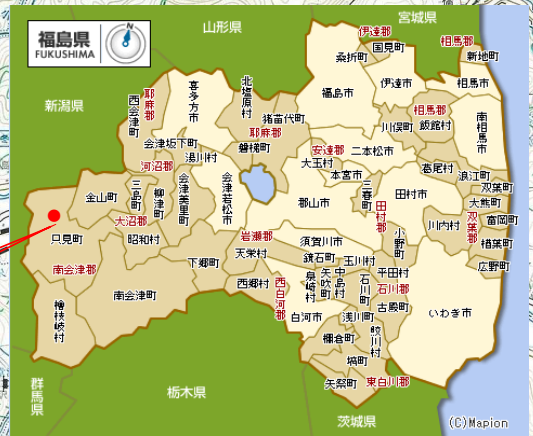 福島県
FUKUSHIMA
山形県
宮城県
新潟県
群馬県
栃木県
茨城県
伊達郡
国見町
桑折町
相馬郡
新地町
相馬市
伊達市
福島市
北塩原村
喜多方市
耶麻郡
西会津町
猪苗代町
耶麻郡
磐梯町
会津坂下町
湯川村
河沼郡
安達郡
二本松市
大玉村
本宮市
川俣町
相馬郡
飯舘村
南相馬市
葛尾村
浪江町
双葉町
大熊町
富岡町
双葉郡
楢葉町
広野町
川内村
田村市
三春町
田村郡
小野町
郡山市
会津若松市
会津美里町
柳津町
三島町
金山町
大沼郡
昭和村
只見町
南会津郡
檜枝岐村
南会津町
下郷町
岩瀬郡
天栄村
須賀川市
鏡石町
玉川村
平田村
石川郡
古殿町
石川町
中島村
矢吹町
泉崎村
西白河郡
西郷村
白河市
浅川町
鮫川村
棚倉町
塙町
矢祭町
東白川郡
いわき市
(C)Mapion